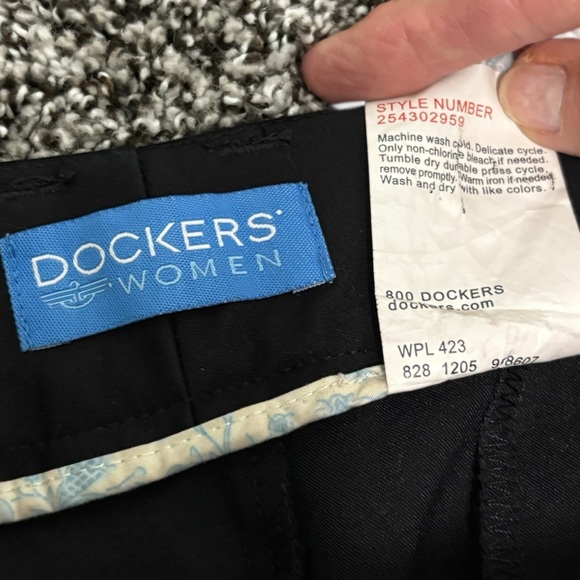 DOCKERS
WOMEN
STYLE NUMBER
254302959
Machine wash cold. Delicate cycle.
Only non-chlorine bleach if needed.
Tumble dry durable press cycle,
remove promptly. Warm iron if needed.
Wash and dry with like colors.
800 DOCKERS
dockers.com
WPL 423
828 1205